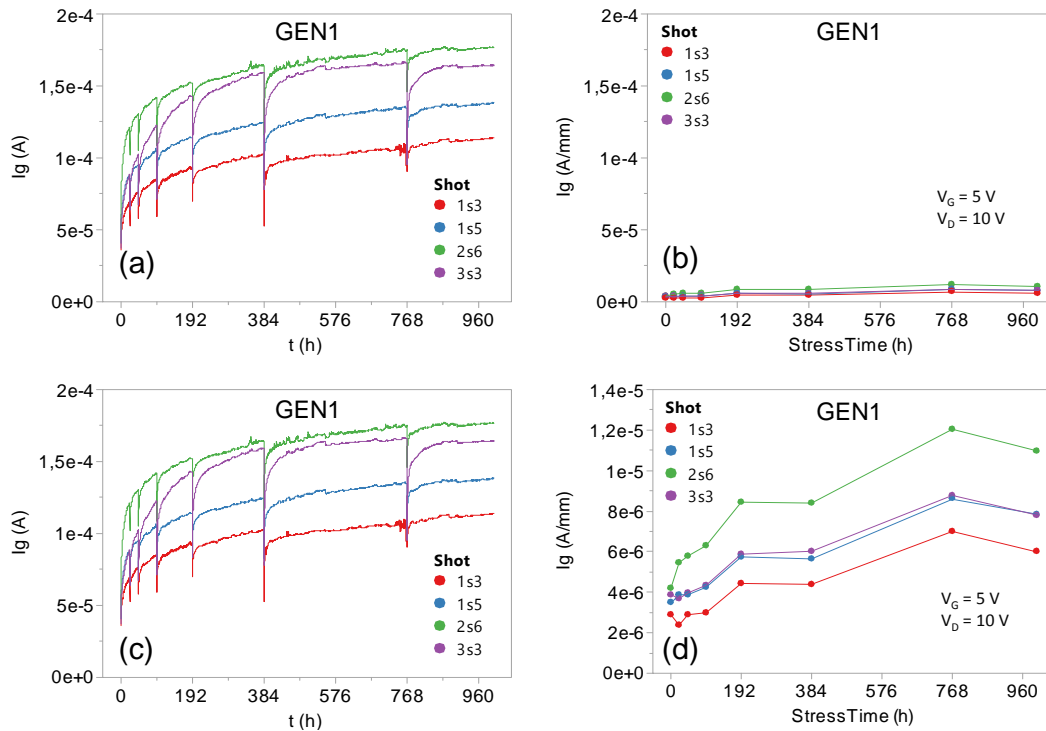 GEN1
2e-4
1,5e-4
1e-4
5e-5
0e+0
Ig (A)
0 192 384 576 768 960
t (h)
Shot
1s3
1s5
2s6
3s3
(a)
GEN1
2e-4
1,5e-4
1e-4
5e-5
0e+0
Ig (A/mm)
0 192 384 576 768 960
StressTime (h)
Shot
1s3
1s5
2s6
3s3
V_G = 5 V
V_D = 10 V
(b)
GEN1
2e-4
1,5e-4
1e-4
5e-5
0e+0
Ig (A)
0 192 384 576 768 960
t (h)
Shot
1s3
1s5
2s6
3s3
(c)
GEN1
1,4e-5
1,2e-5
1e-5
8e-6
6e-6
4e-6
2e-6
0e+0
Ig (A/mm)
0 192 384 576 768 960
StressTime (h)
Shot
1s3
1s5
2s6
3s3
V_G = 5 V
V_D = 10 V
(d)